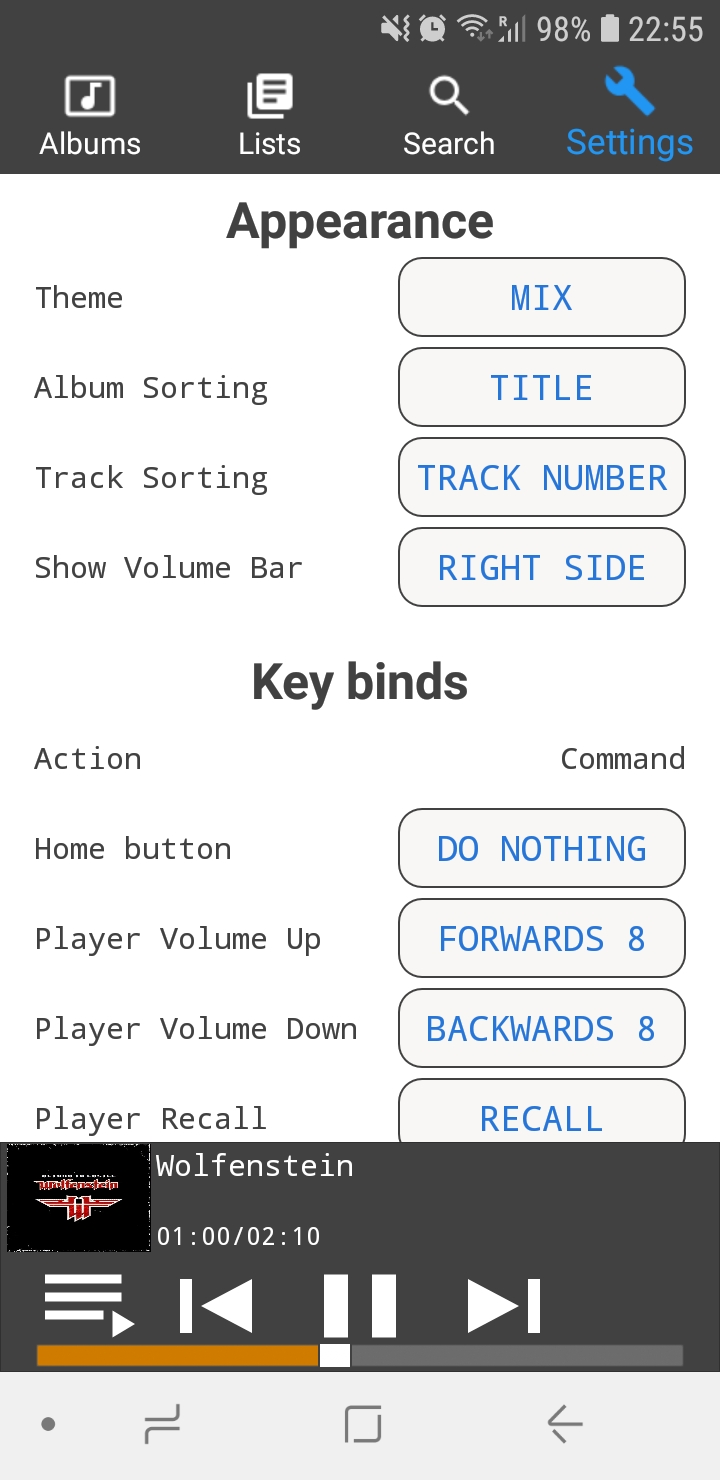 R 98% 22:55
Albums Lists Search Settings
Appearance
Theme MIX
Album Sorting TITLE
Track Sorting TRACK NUMBER
Show Volume Bar RIGHT SIDE
Key binds
Action Command
Home button DO NOTHING
Player Volume Up FORWARDS 8
Player Volume Down BACKWARDS 8
Player Recall RECALL
Wolfenstein
Wolfenstein
01:00/02:10